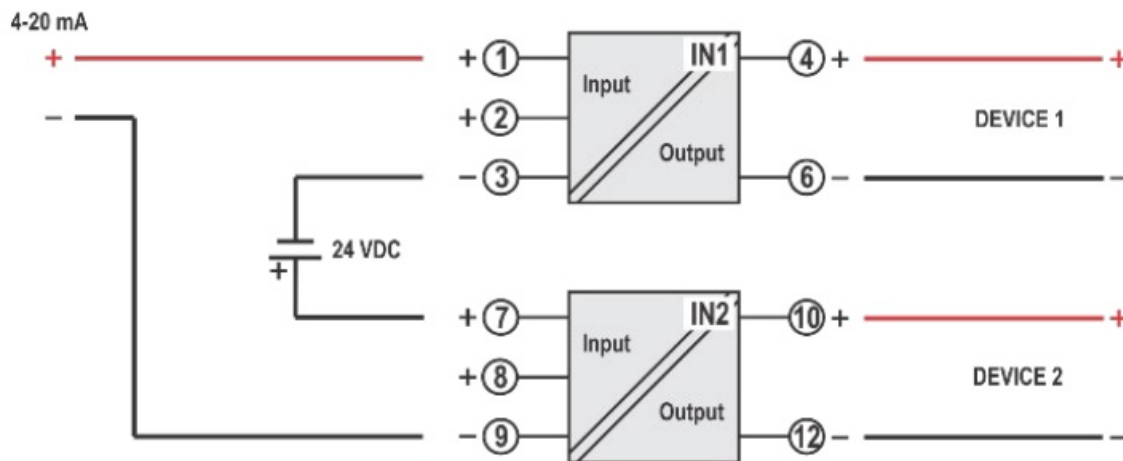 4-20 mA
+ + 1 IN1 4 + +
Input
− + 2 DEVICE 1
Output
− 3 6 − −
24 VDC
+
+ 7 IN2 10 + +
Input
+ 8 DEVICE 2
Output
− 9 12 − −